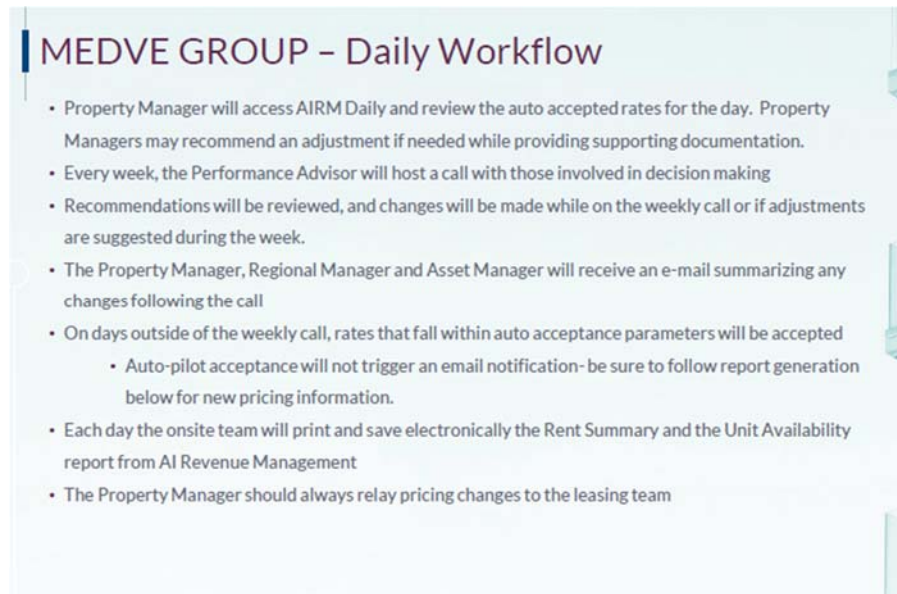 MEDVE GROUP – Daily Workflow
• Property Manager will access AIRM Daily and review the auto accepted rates for the day. Property
Managers may recommend an adjustment if needed while providing supporting documentation.
• Every week, the Performance Advisor will host a call with those involved in decision making
• Recommendations will be reviewed, and changes will be made while on the weekly call or if adjustments
are suggested during the week.
• The Property Manager, Regional Manager and Asset Manager will receive an e-mail summarizing any
changes following the call
• On days outside of the weekly call, rates that fall within auto acceptance parameters will be accepted
• Auto-pilot acceptance will not trigger an email notification- be sure to follow report generation
below for new pricing information.
• Each day the onsite team will print and save electronically the Rent Summary and the Unit Availability
report from AI Revenue Management
• The Property Manager should always relay pricing changes to the leasing team